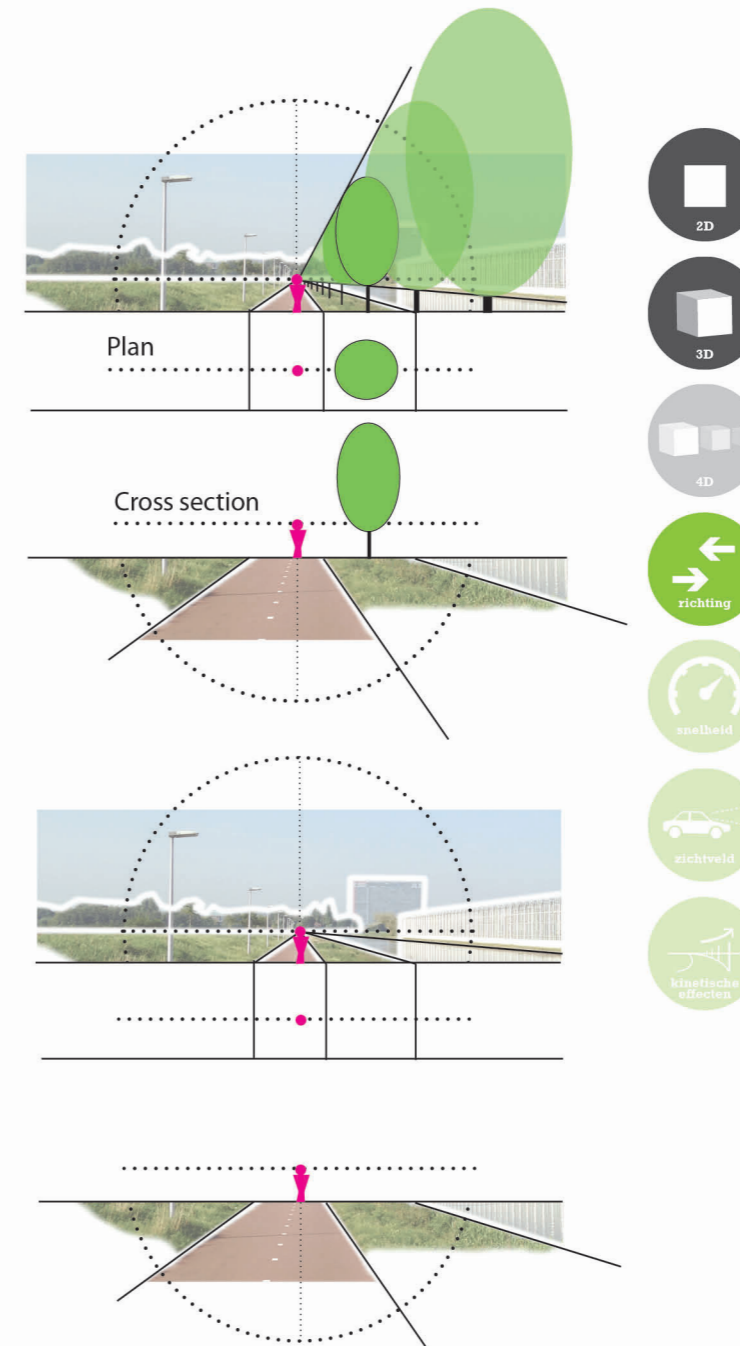 Plan
Cross section
2D
3D
4D
richting
snelheid
zichtveld
kinetische
effecten